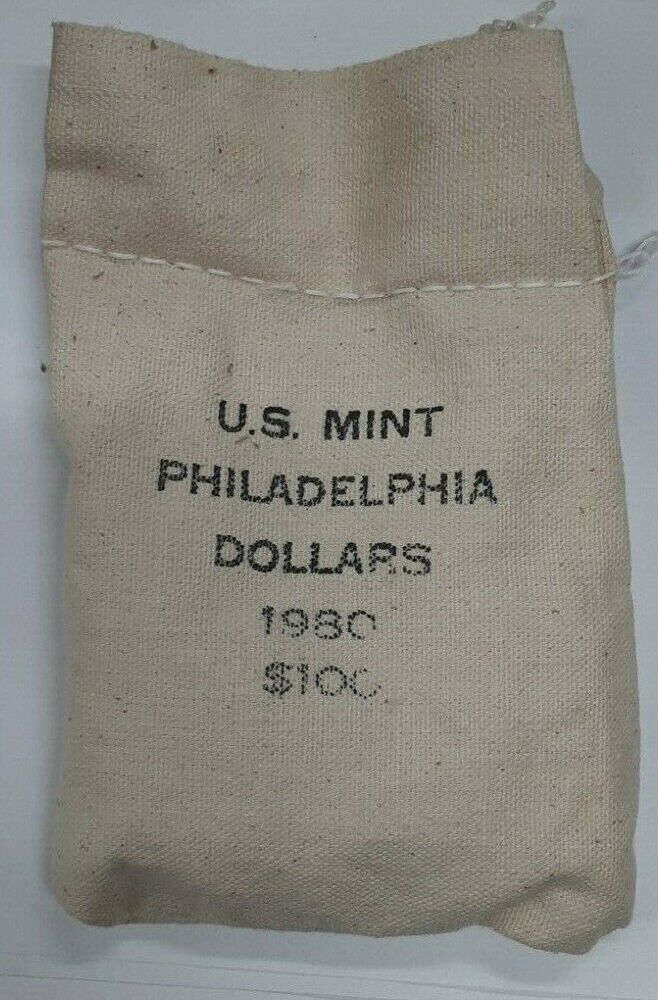 U.S. MINT
PHILADELPHIA
DOLLARS
1980
$100